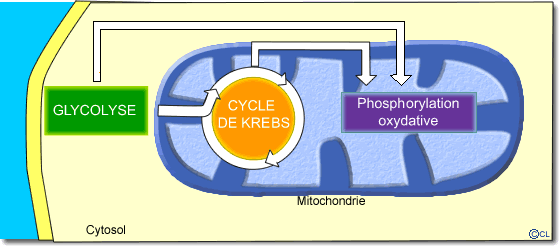 GLYCOLYSE
CYCLE
DE KREBS
Phosphorylation
oxydative
Mitochondrie
Cytosol
©CL